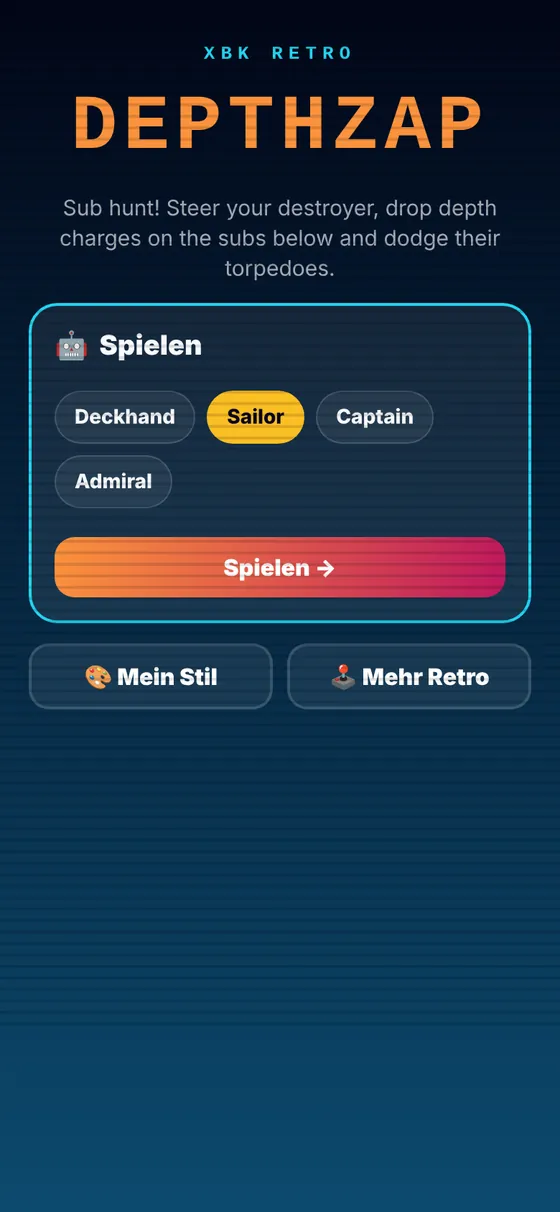 XBK RETRO
DEPTHZAP
Sub hunt! Steer your destroyer, drop depth
charges on the subs below and dodge their
torpedoes.
🤖 Spielen
Deckhand Sailor Captain
Admiral
Spielen →
🎨 Mein Stil 🕹️ Mehr Retro